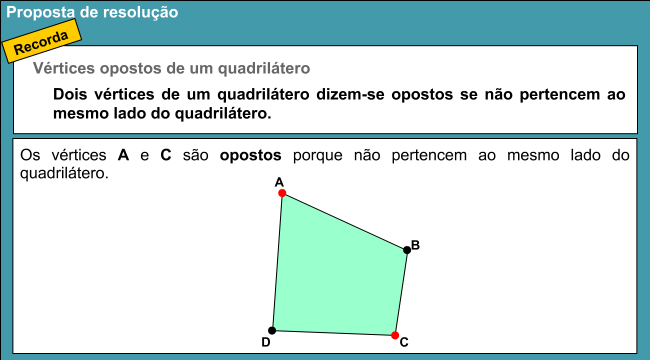 Proposta de resolução
Recorda
Vértices opostos de um quadrilátero
Dois vértices de um quadrilátero dizem-se opostos se não pertencem ao
mesmo lado do quadrilátero.
Os vértices A e C são opostos porque não pertencem ao mesmo lado do
quadrilátero.
A
B
D
C